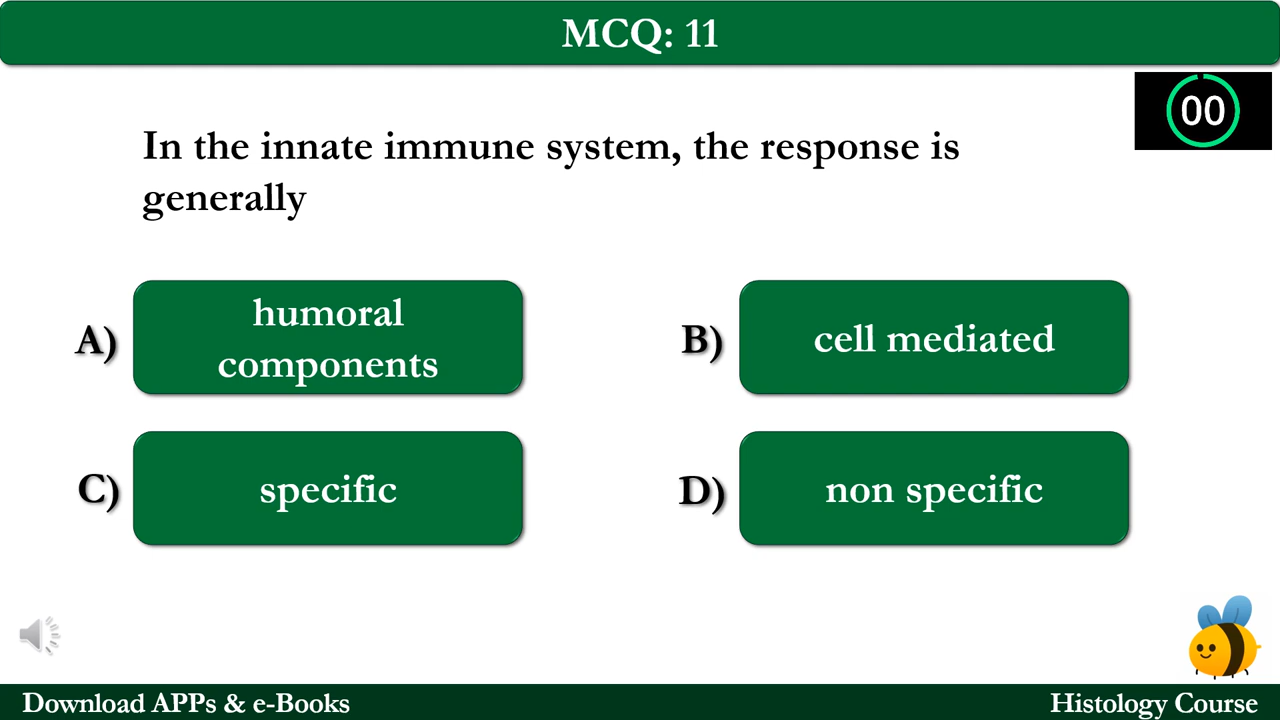 MCQ: 11
00
In the innate immune system, the response is
generally
A)
humoral
components
B)
cell mediated
C)
specific
D)
non specific
Download APPs & e-Books
Histology Course